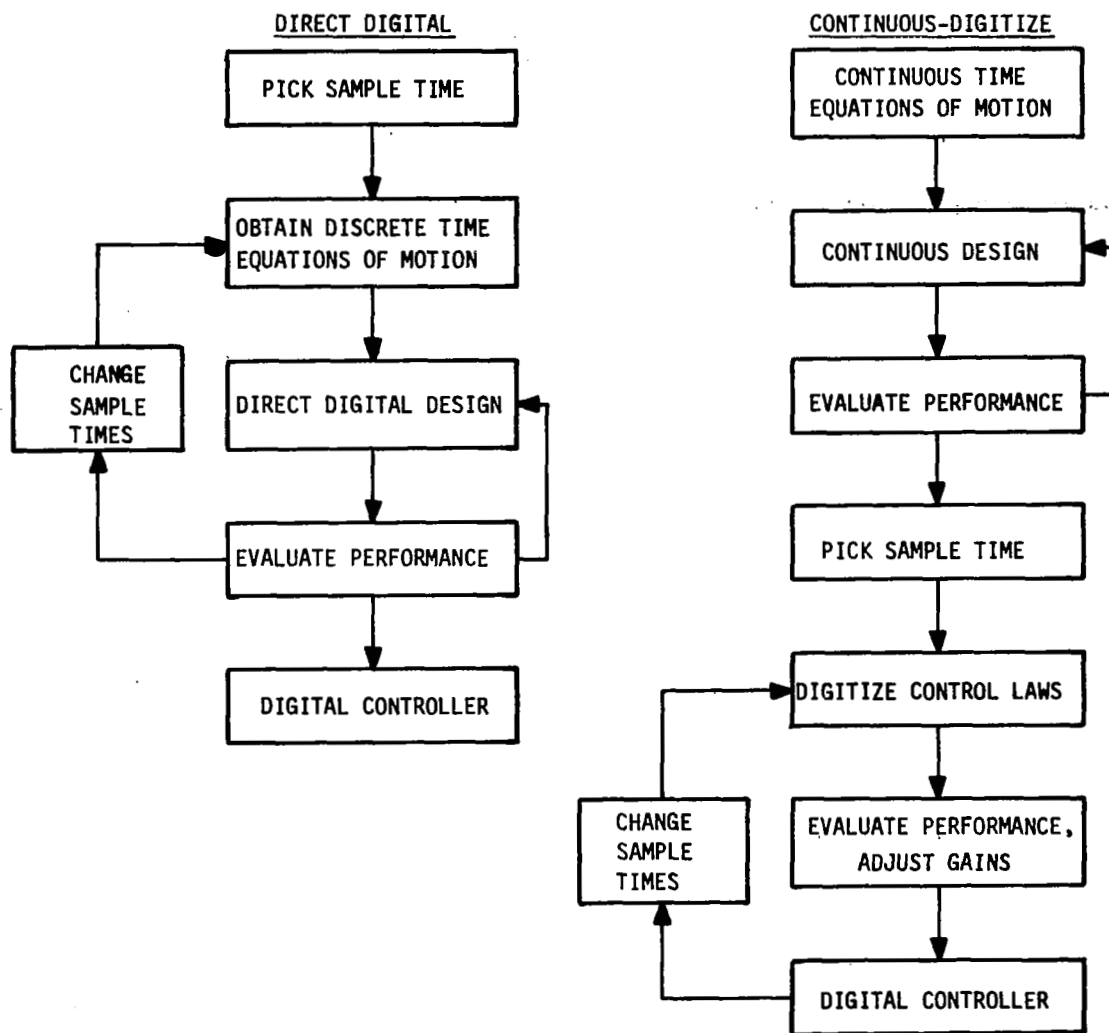 DIRECT DIGITAL
PICK SAMPLE TIME
OBTAIN DISCRETE TIME
EQUATIONS OF MOTION
CHANGE
SAMPLE
TIMES
DIRECT DIGITAL DESIGN
EVALUATE PERFORMANCE
DIGITAL CONTROLLER
CONTINUOUS-DIGITIZE
CONTINUOUS TIME
EQUATIONS OF MOTION
CONTINUOUS DESIGN
EVALUATE PERFORMANCE
PICK SAMPLE TIME
DIGITIZE CONTROL LAWS
CHANGE
SAMPLE
TIMES
EVALUATE PERFORMANCE,
ADJUST GAINS
DIGITAL CONTROLLER